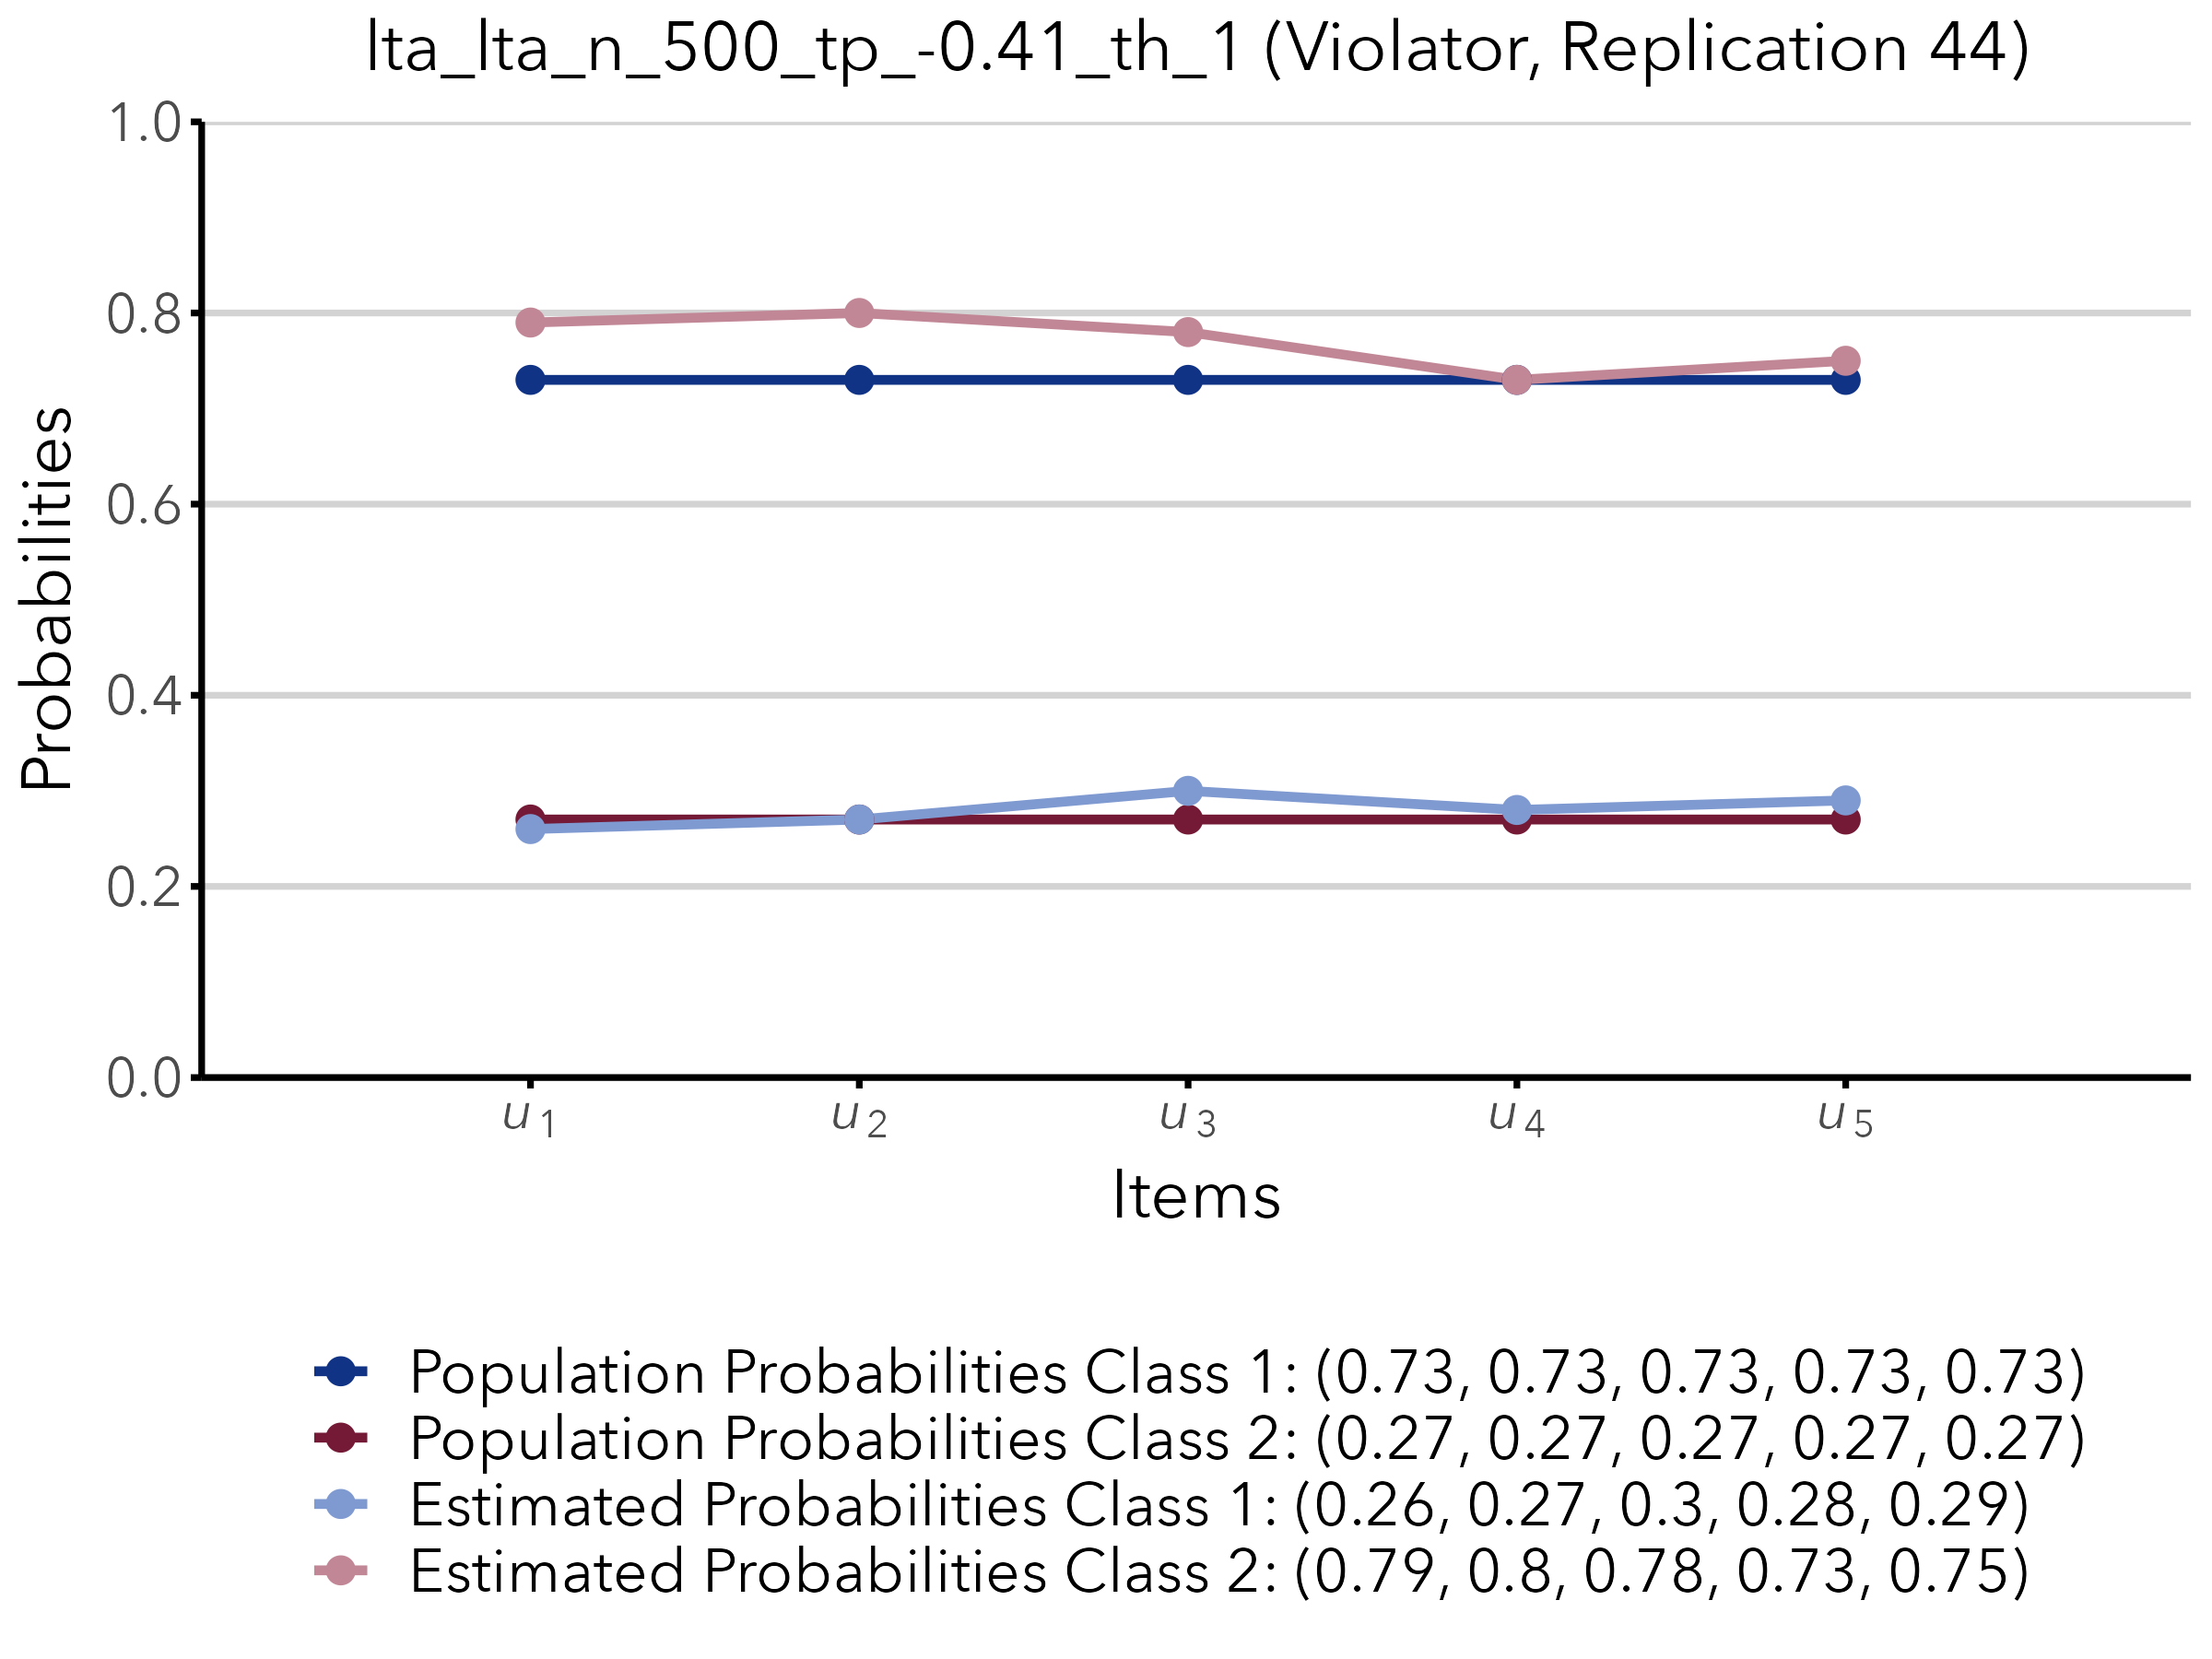 lta_lta_n_500_tp_-0.41_th_1 (Violator, Replication 44)
1.0
0.8
0.6
0.4
0.2
0.0
Probabilities
u1 u2 u3 u4 u5
Items
Population Probabilities Class 1: (0.73, 0.73, 0.73, 0.73, 0.73)
Population Probabilities Class 2: (0.27, 0.27, 0.27, 0.27, 0.27)
Estimated Probabilities Class 1: (0.26, 0.27, 0.3, 0.28, 0.29)
Estimated Probabilities Class 2: (0.79, 0.8, 0.78, 0.73, 0.75)